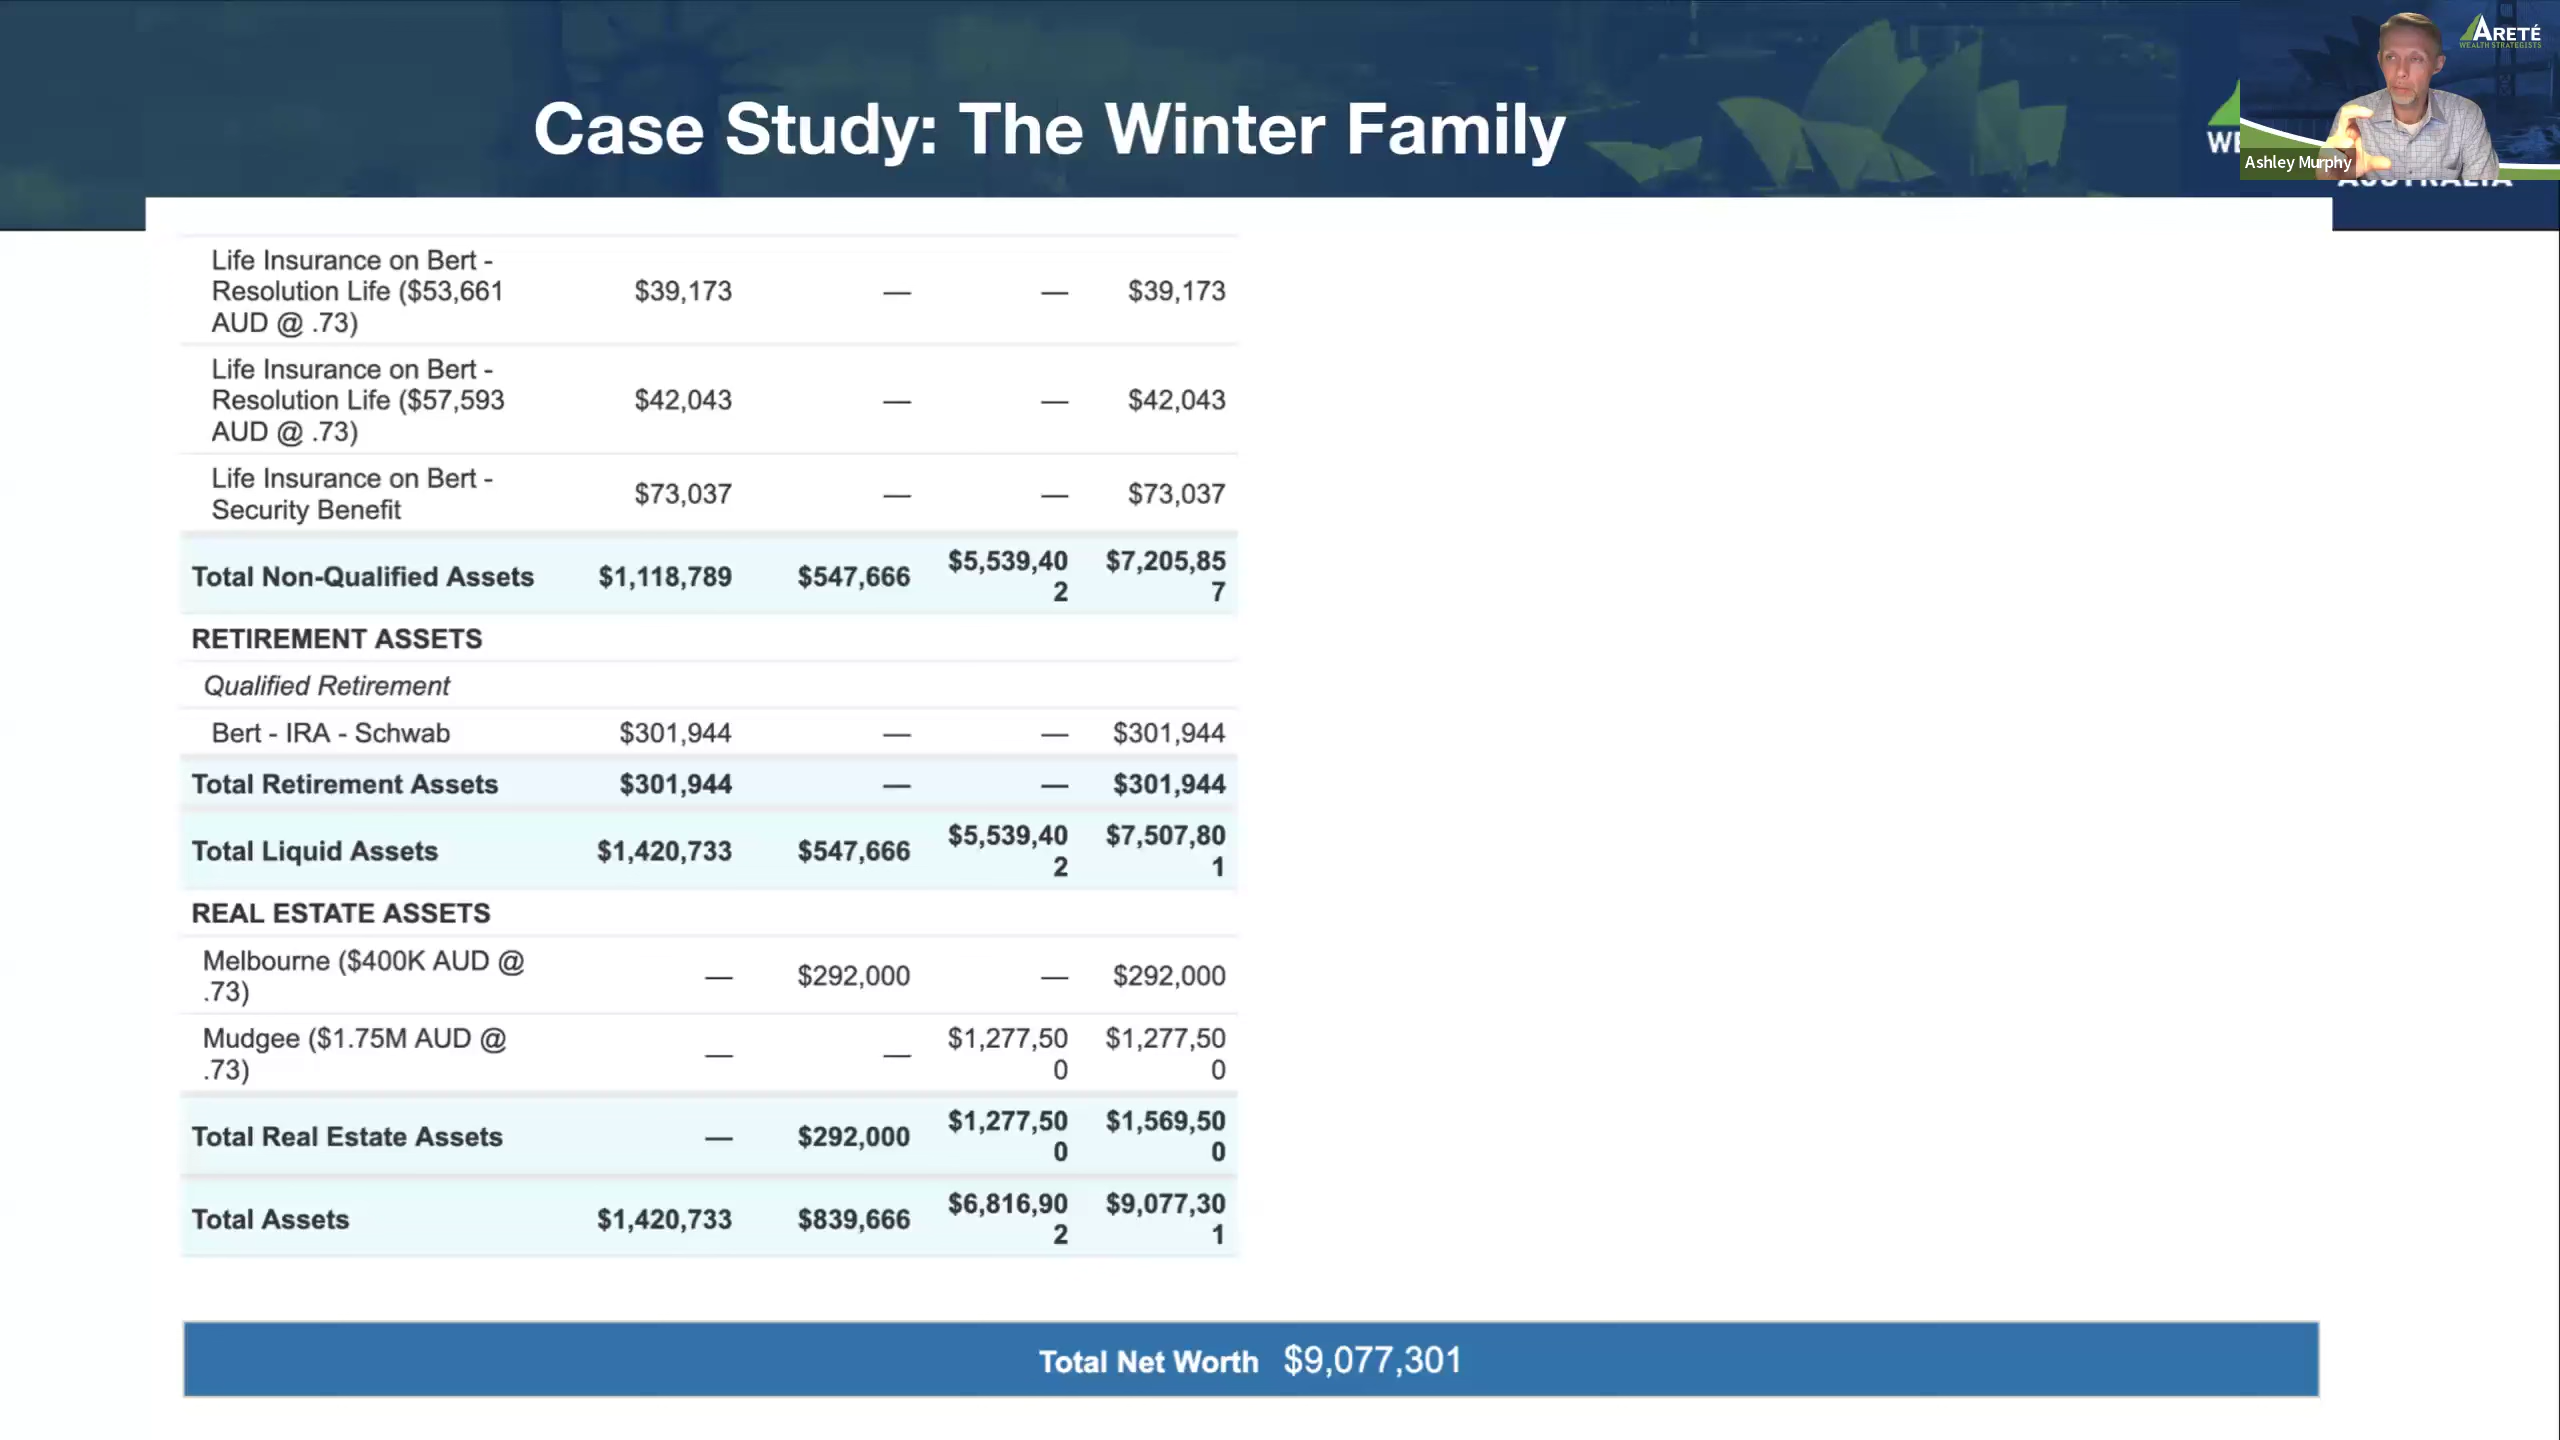 Case Study: The Winter Family
ARETÉ
WEALTH STRATEGISTS
Ashley Murphy
Life Insurance on Bert -
Resolution Life ($53,661
AUD @ .73)
$39,173 — — $39,173
Life Insurance on Bert -
Resolution Life ($57,593
AUD @ .73)
$42,043 — — $42,043
Life Insurance on Bert -
Security Benefit
$73,037 — — $73,037
Total Non-Qualified Assets $1,118,789 $547,666 $5,539,40 $7,205,85
2 7
RETIREMENT ASSETS
Qualified Retirement
Bert - IRA - Schwab $301,944 — — $301,944
Total Retirement Assets $301,944 — — $301,944
Total Liquid Assets $1,420,733 $547,666 $5,539,40 $7,507,80
2 1
REAL ESTATE ASSETS
Melbourne ($400K AUD @
.73)
— $292,000 — $292,000
Mudgee ($1.75M AUD @
.73)
— — $1,277,50 $1,277,50
0 0
Total Real Estate Assets — $292,000 $1,277,50 $1,569,50
0 0
Total Assets $1,420,733 $839,666 $6,816,90 $9,077,30
2 1
Total Net Worth $9,077,301